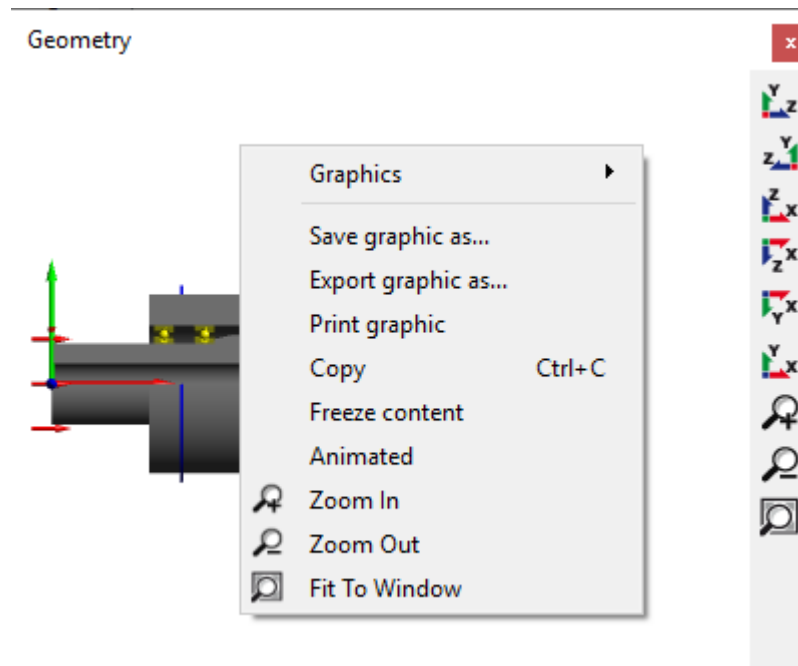 Geometry
x
Graphics
Save graphic as...
Export graphic as...
Print graphic
Copy Ctrl+C
Freeze content
Animated
Zoom In
Zoom Out
Fit To Window
Y Z
Z Y
Z X
Z X
Y X
Y X